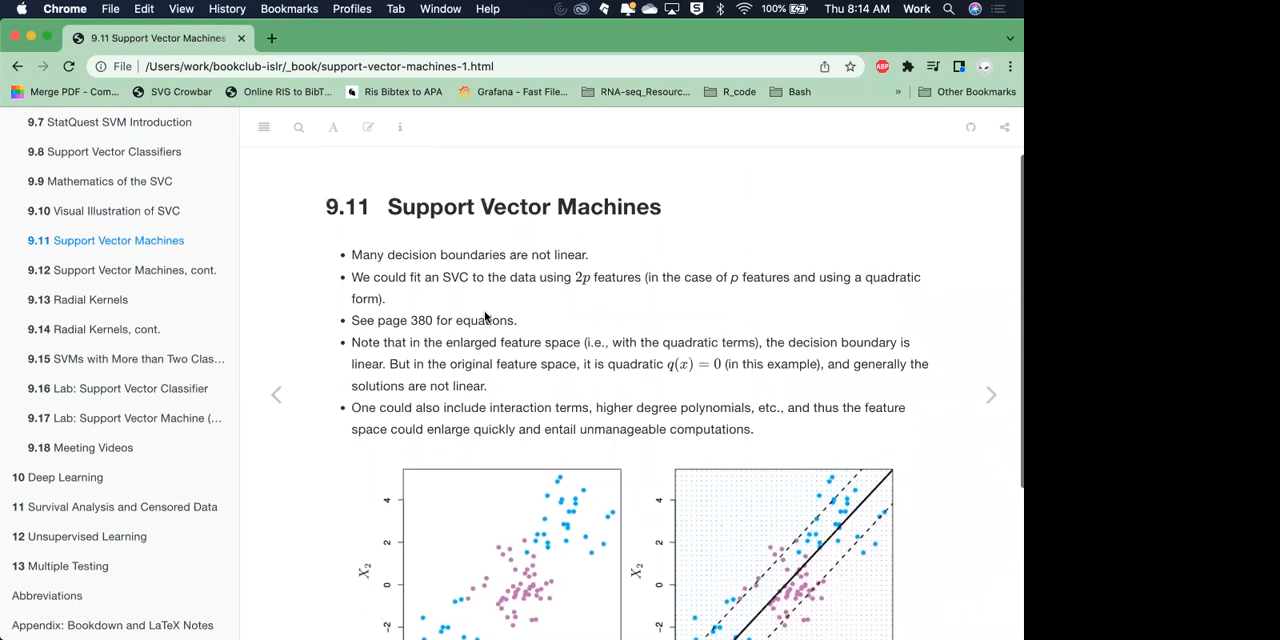 Chrome File Edit View History Bookmarks Profiles Tab Window Help 100% Thu 8:14 AM Work
9.11 Support Vector Machines
File /Users/work/bookclub-islr/_book/support-vector-machines-1.html ABP
Merge PDF - Com... SVG Crowbar Online RIS to BibT... Ris Bibtex to APA Grafana - Fast File... RNA-seq_Resourc... R_code Bash » Other Bookmarks
9.7 StatQuest SVM Introduction
9.8 Support Vector Classifiers
9.9 Mathematics of the SVC
9.10 Visual Illustration of SVC
9.11 Support Vector Machines
9.12 Support Vector Machines, cont.
9.13 Radial Kernels
9.14 Radial Kernels, cont.
9.15 SVMs with More than Two Clas...
9.16 Lab: Support Vector Classifier
9.17 Lab: Support Vector Machine (...
9.18 Meeting Videos
10 Deep Learning
11 Survival Analysis and Censored Data
12 Unsupervised Learning
13 Multiple Testing
Abbreviations
Appendix: Bookdown and LaTeX Notes
9.11 Support Vector Machines
• Many decision boundaries are not linear.
• We could fit an SVC to the data using 2p features (in the case of p features and using a quadratic
form).
• See page 380 for equations.
• Note that in the enlarged feature space (i.e., with the quadratic terms), the decision boundary is
linear. But in the original feature space, it is quadratic q(x) = 0 (in this example), and generally the
solutions are not linear.
• One could also include interaction terms, higher degree polynomials, etc., and thus the feature
space could enlarge quickly and entail unmanageable computations.
4 4
2 2
X₂ X₂
0 0
-2 -2